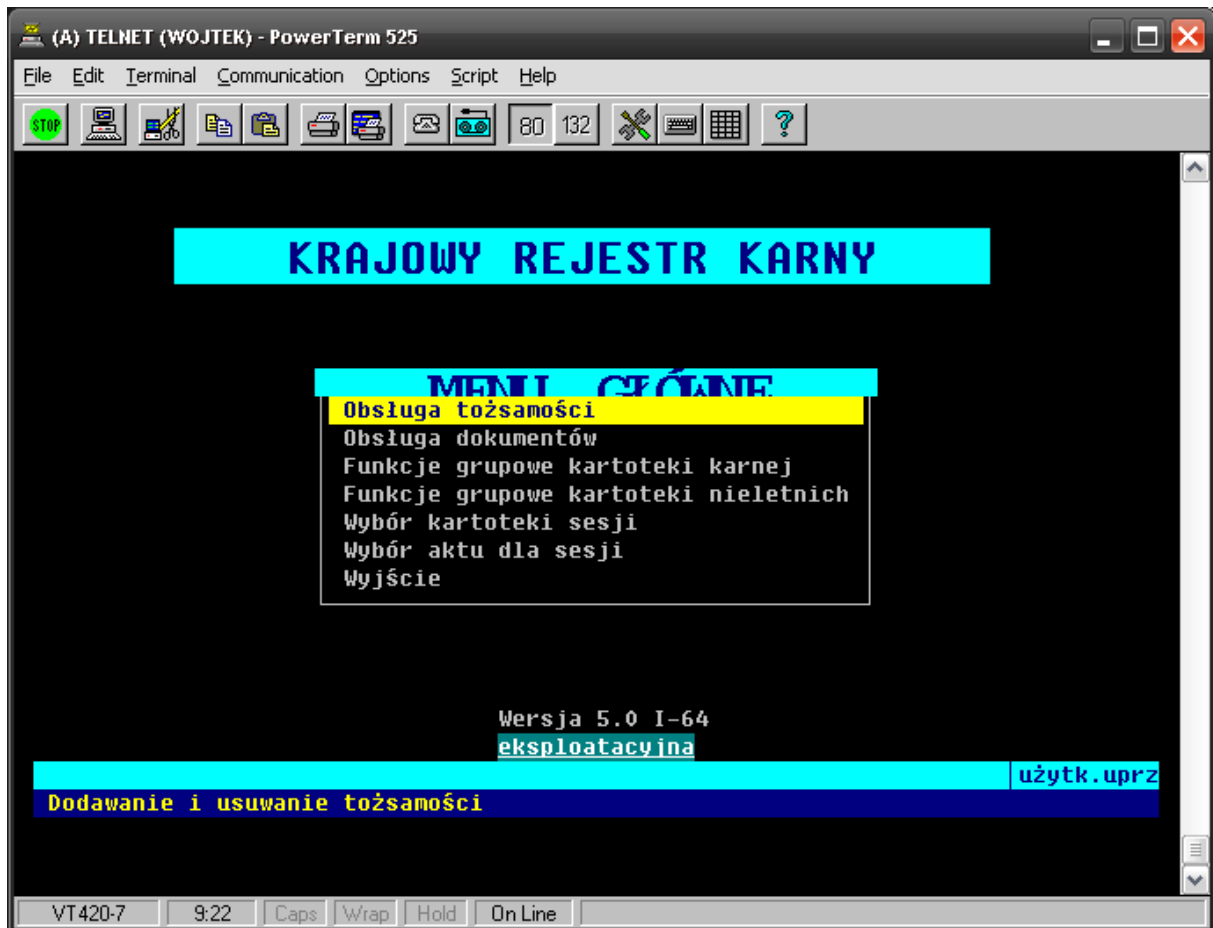 (A) TELNET (WOJTEK) - PowerTerm 525
File Edit Terminal Communication Options Script Help
STOP 80 132 ?
KRAJOWY REJESTR KARNY
MENU GŁÓWNE
Obsługa tożsamości
Obsługa dokumentów
Funkcje grupowe kartoteki karnej
Funkcje grupowe kartoteki nieletnich
Wybór kartoteki sesji
Wybór aktu dla sesji
Wyjście
Wersja 5.0 I-64
eksploatacyjna
użytk.uprz
Dodawanie i usuwanie tożsamości
VT420-7 9:22 Caps Wrap Hold On Line